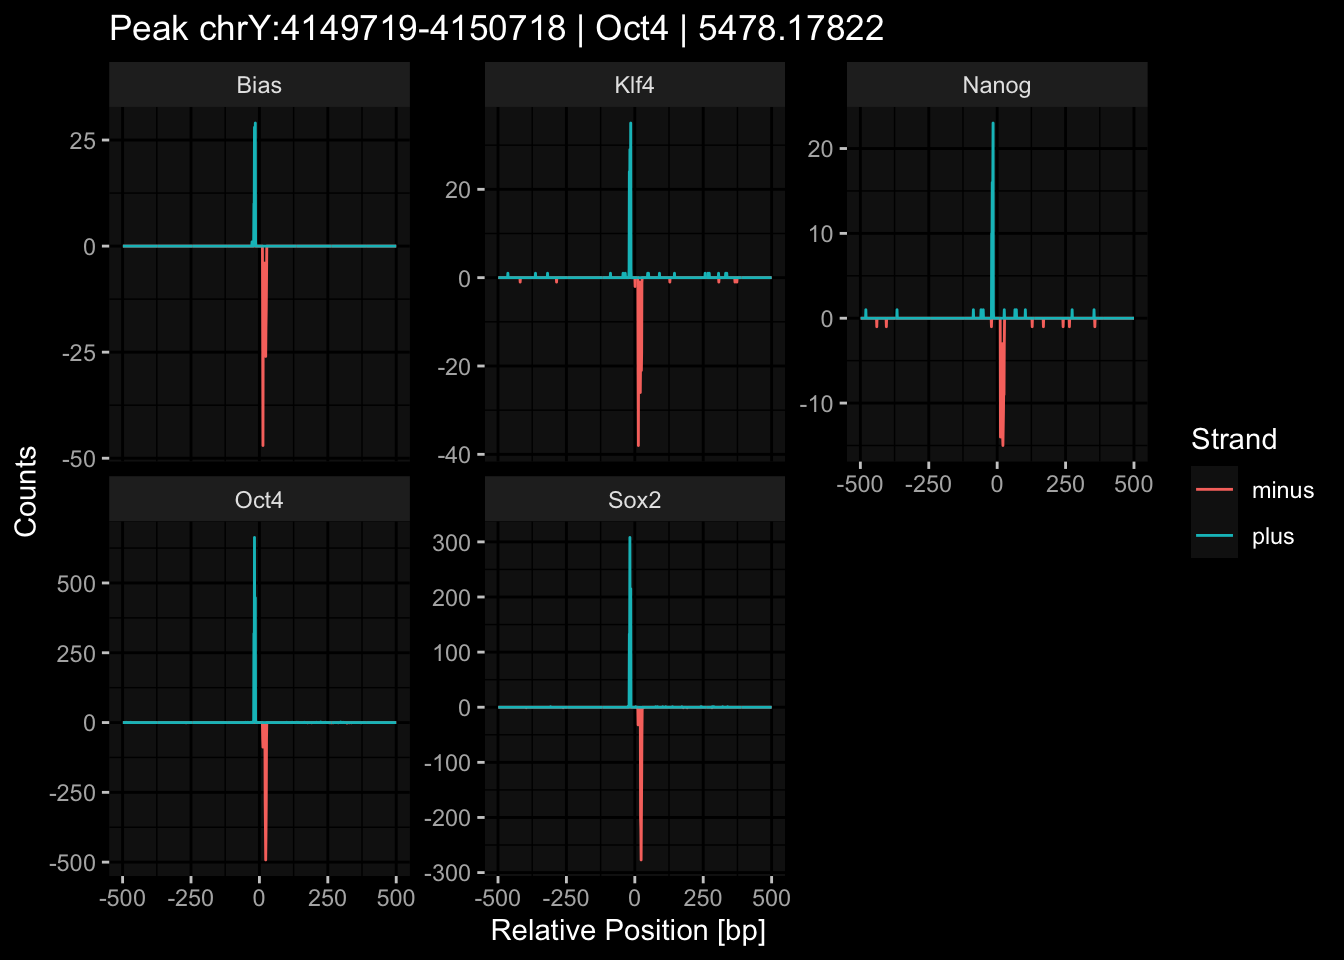 Peak chrY:4149719-4150718 | Oct4 | 5478.17822
Bias
Klf4
Nanog
25
0
-25
-50
20
0
-20
-40
20
10
0
-10
-500 -250 0 250 500
Counts
Oct4
Sox2
500
250
0
-250
-500
300
200
100
0
-100
-200
-300
-500 -250 0 250 500
-500 -250 0 250 500
Relative Position [bp]
Strand
minus
plus